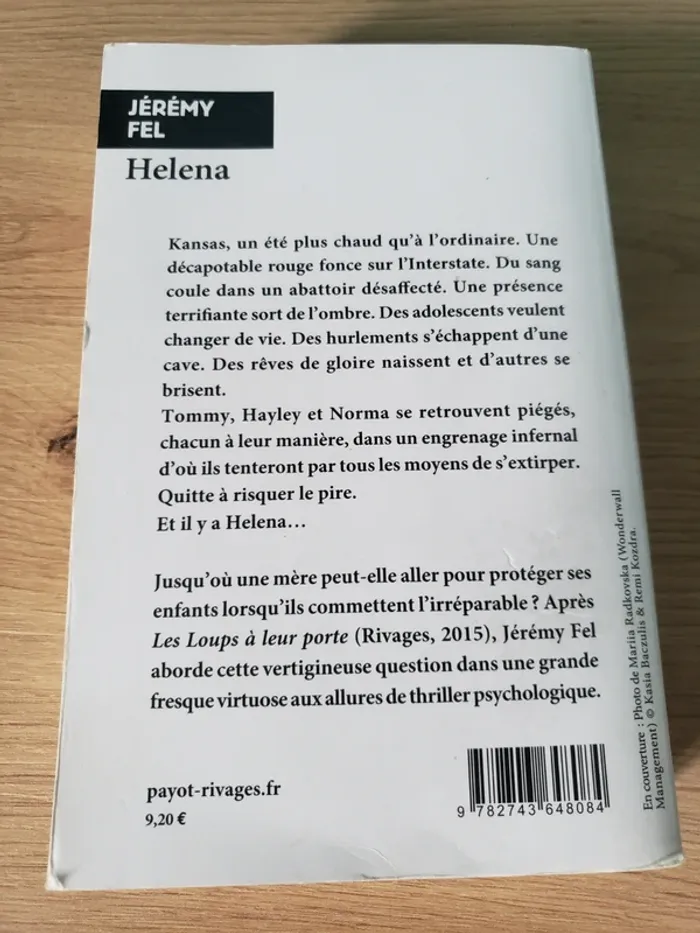 JÉRÉMY
FEL
Helena
Kansas, un été plus chaud qu'à l'ordinaire. Une
décapotable rouge fonce sur l'Interstate. Du sang
coule dans un abattoir désaffecté. Une présence
terrifiante sort de l'ombre. Des adolescents veulent
changer de vie. Des hurlements s'échappent d'une
cave. Des rêves de gloire naissent et d'autres se
brisent.
Tommy, Hayley et Norma se retrouvent piégés,
chacun à leur manière, dans un engrenage infernal
d'où ils tenteront par tous les moyens de s'extirper.
Quitte à risquer le pire.
Et il y a Helena…
Jusqu'où une mère peut-elle aller pour protéger ses
enfants lorsqu'ils commettent l'irréparable ? Après
Les Loups à leur porte (Rivages, 2015), Jérémy Fel
aborde cette vertigineuse question dans une grande
fresque virtuose aux allures de thriller psychologique.
payot-rivages.fr
9,20 €
9 782743 648084
En couverture : Photo de Mariia Radkovska (Wonderwall
Management) © Kasia Baczulis & Remi Kozdra.